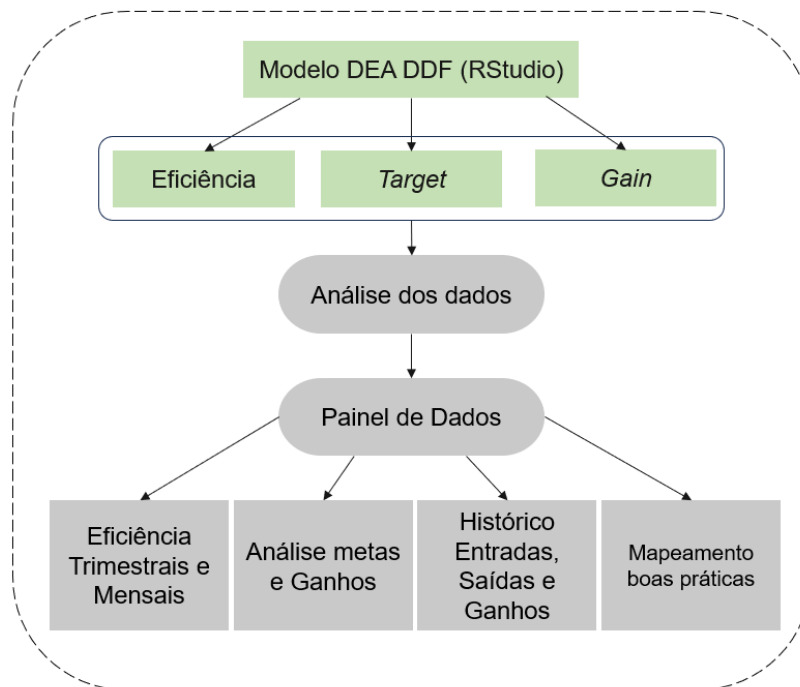 Modelo DEA DDF (RStudio)
Eficiência
Target
Gain
Análise dos dados
Painel de Dados
Eficiência
Trimestrais e
Mensais
Análise metas
e Ganhos
Histórico
Entradas,
Saídas e
Ganhos
Mapeamento
boas práticas